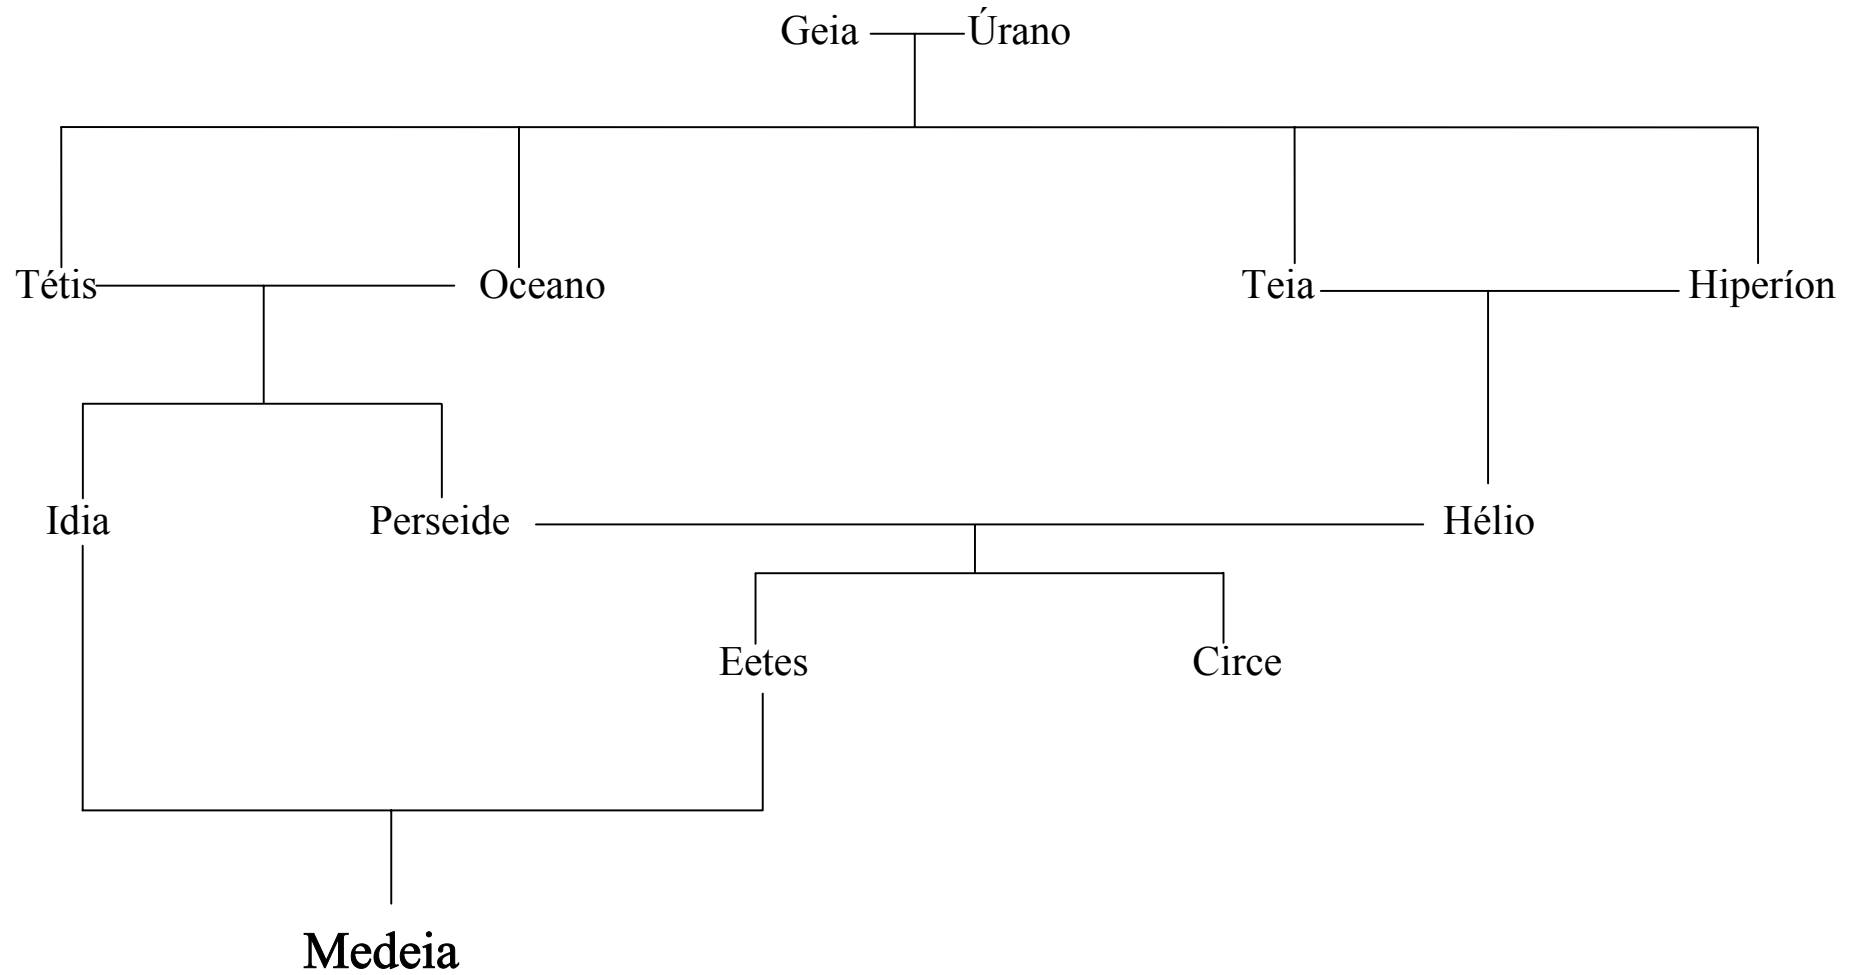 Geia Úrano
Tétis Oceano Teia Hiperíon
Idia Perseide Hélio
Eetes Circe
Medeia